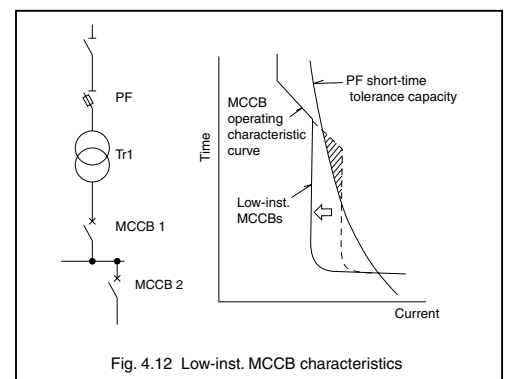 PF
Tr1
MCCB 1
MCCB 2
Time
MCCB
operating
characteristic
curve
PF short-time
tolerance capacity
Low-inst.
MCCBs
Current
Fig. 4.12 Low-inst. MCCB characteristics